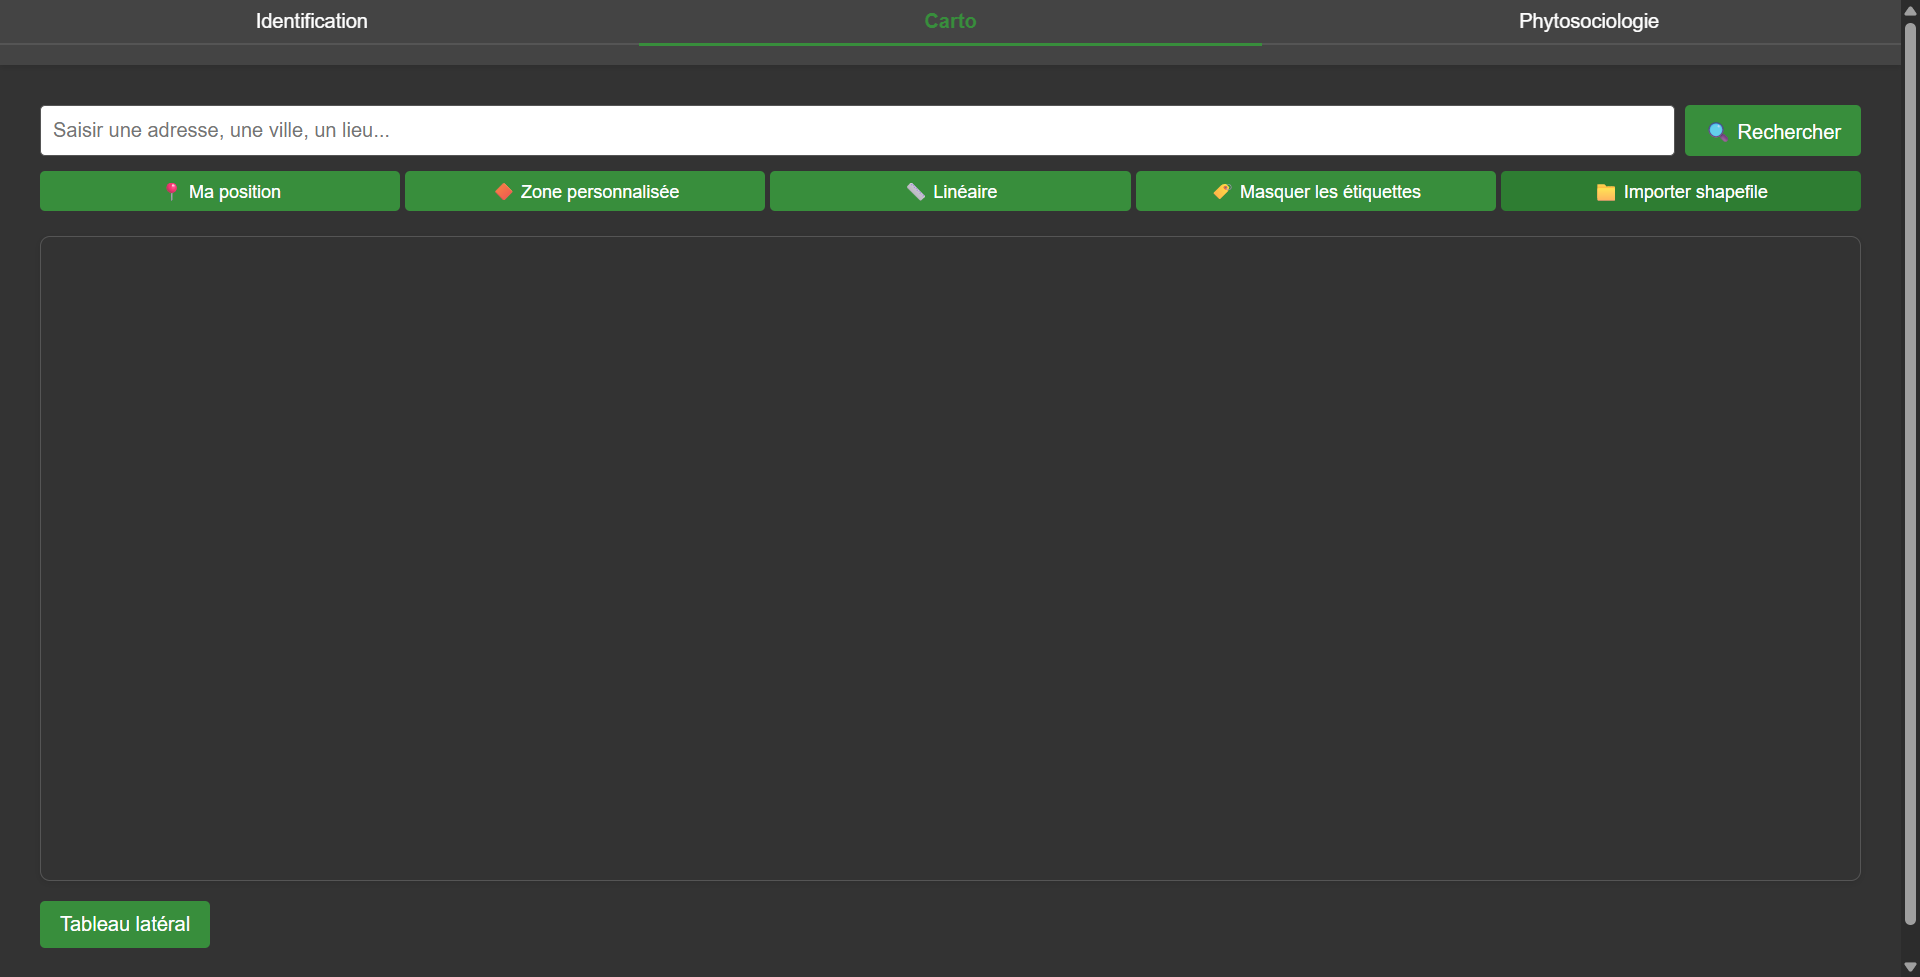 Identification
Carto
Phytosociologie
Saisir une adresse, une ville, un lieu...
Rechercher
Ma position
Zone personnalisée
Linéaire
Masquer les étiquettes
Importer shapefile
Tableau latéral